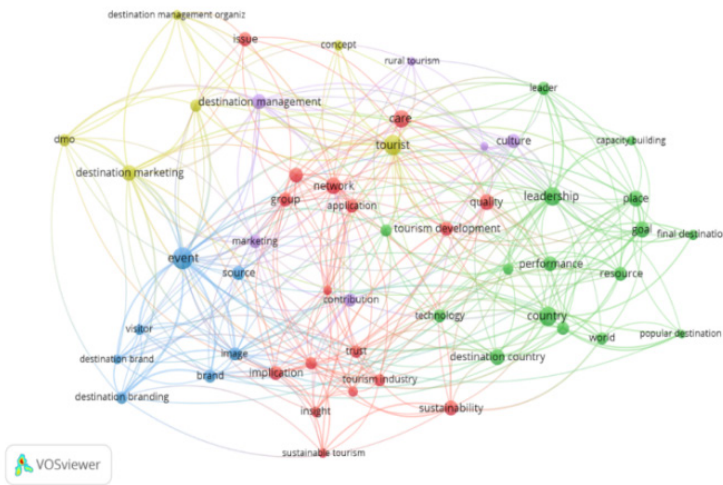 destination management organiz
issue
concept
rural tourism
destination management
leader
care
dmo
tourist
culture
capacity building
destination marketing
network
group
application
quality
leadership
place
marketing
tourism development
goal
final destinatio
event
source
performance
resource
contribution
technology
country
visitor
image
trust
world
popular destination
destination brand
brand
implication
tourism industry
destination country
destination branding
insight
sustainability
sustainable tourism
VOSviewer